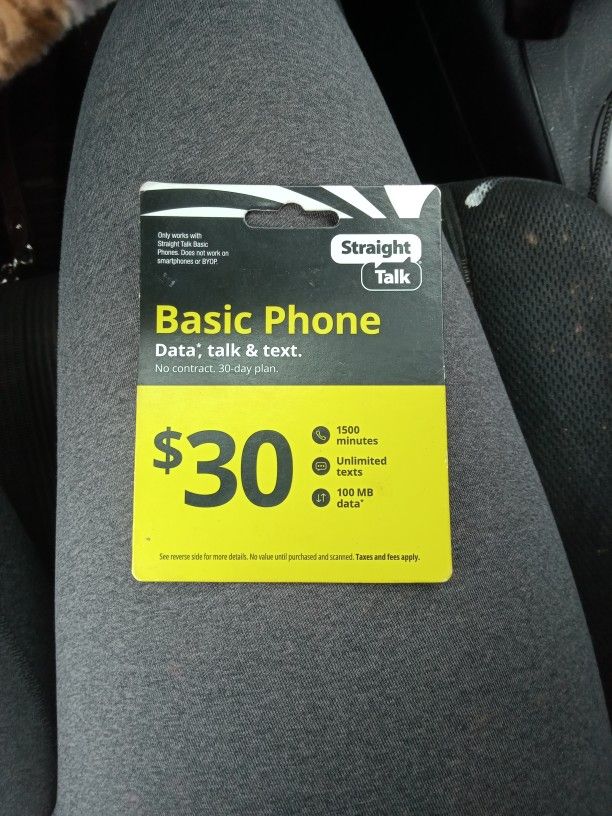 Only works with
Straight Talk Basic
Phones. Does not work on
smartphones or BYOP.
Straight
Talk
Basic Phone
Data*, talk & text.
No contract. 30-day plan.
$30
1500
minutes
Unlimited
texts
100 MB
data*
See reverse side for more details. No value until purchased and scanned. Taxes and fees apply.